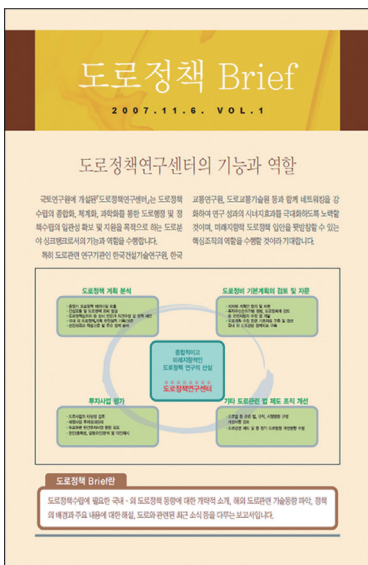 도로정책 Brief
2007.11.6. VOL.1
도로정책연구센터의 기능과 역할
국토연구원에 개설된 「도로정책연구센터」는 도로정책
수립의 종합화, 체계화, 과학화를 통한 도로행정 및 정
책수립의 일관성 확보 및 지원을 목적으로 하는 도로분
야 싱크탱크로서의 기능과 역할을 수행합니다.
특히 도로관련 연구기관인 한국건설기술연구원, 한국
교통연구원, 도로교통기술원 등과 함께 네트워킹을 강
화하여 연구 성과의 시너지효과를 극대화하도록 노력할
것이며, 미래지향적 도로정책 입안을 뒷받침할 수 있는
핵심조직의 역할을 수행할 것이라 기대합니다.
도로정책 계획 분석
도로정비 기본계획의 검토 및 자문
종합적이고
미래지향적인
도로정책 연구의 산실
도로정책연구센터
투자사업 평가
기타 도로관련 법 제도 조직 개선
도로정책 Brief란
도로정책수립에 필요한 국내·외 도로정책 동향에 대한 개략적 소개, 해외 도로관련 기술동향 파악, 정책
의 배경과 주요 내용에 대한 해설, 도로와 관련된 최근 소식 등을 다루는 보고서입니다.